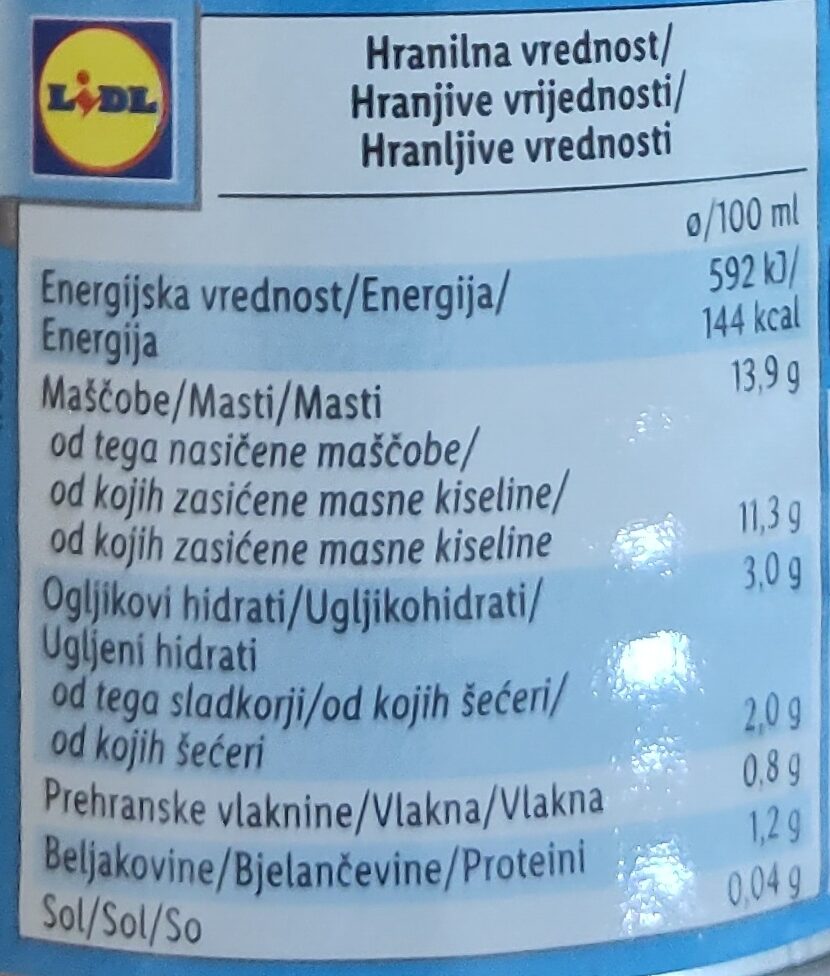 LIDL
Hranilna vrednost/
Hranjive vrijednosti/
Hranljive vrednosti
ø/100 ml
Energijska vrednost/Energija/ 592 kJ/
Energija 144 kcal
Maščobe/Masti/Masti 13,9 g
od tega nasičene maščobe/
od kojih zasićene masne kiseline/
od kojih zasićene masne kiseline 11,3 g
Ogljikovi hidrati/Ugljikohidrati/ 3,0 g
Ugljeni hidrati
od tega sladkorji/od kojih šećeri/
od kojih šećeri 2,0 g
Prehranske vlaknine/Vlakna/Vlakna 0,8 g
Beljakovine/Bjelančevine/Proteini 1,2 g
Sol/Sol/So 0,04 g